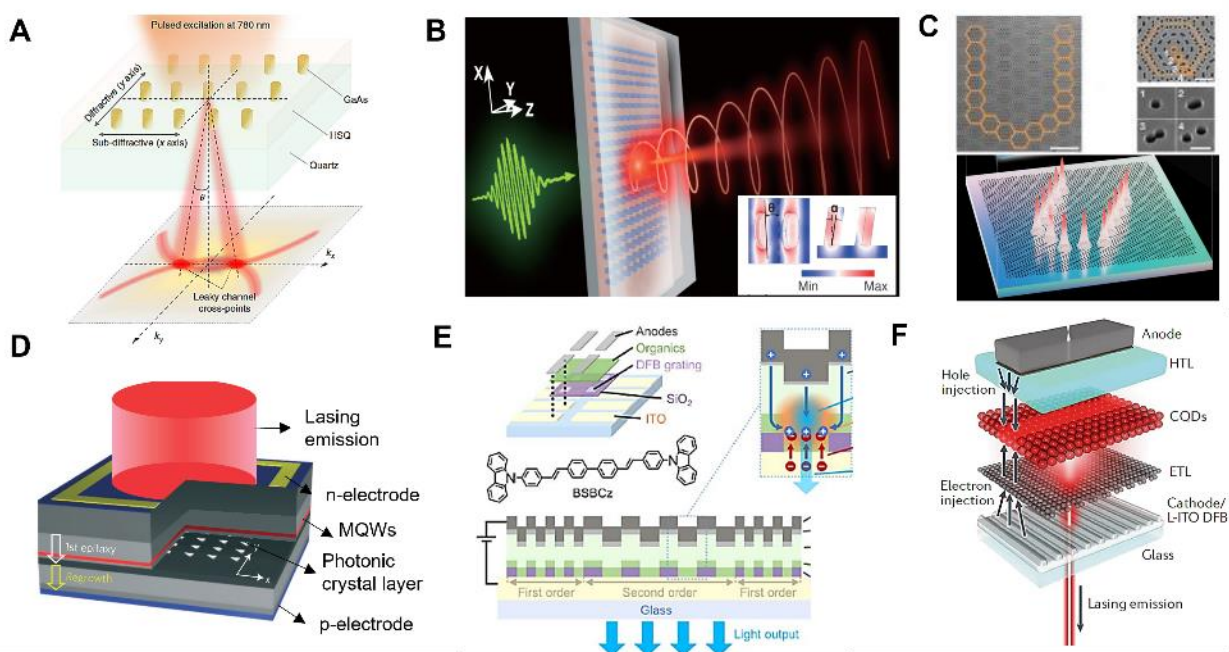 A
Pulsed excitation at 780 nm
Diffractive (y axis)
Sub-diffractive (x axis)
GaAs
HSQ
Quartz
θ
kx
Leaky channel
cross-points
ky
B
X
Y
Z
θ
α
Min
Max
C
1
2
3
4
D
Lasing
emission
n-electrode
MQWs
1st epitaxy
Photonic
crystal layer
Regrowth
y
x
p-electrode
E
Anodes
Organics
DFB grating
SiO2
ITO
N
N
BSBCz
First order
Second order
First order
Glass
Light output
F
Anode
HTL
Hole
injection
CQDs
ETL
Electron
injection
Cathode/
L-ITO DFB
Glass
Lasing emission